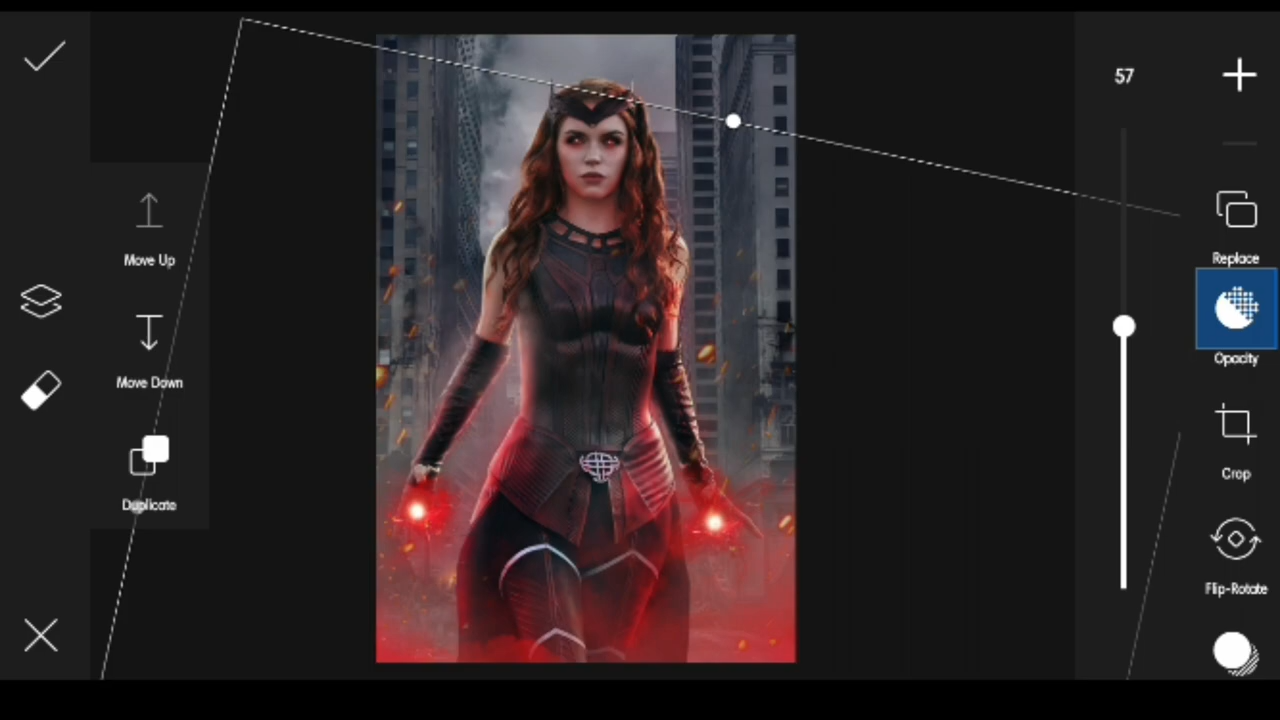 57
Move Up
Replace
Opacity
Move Down
Crop
Duplicate
Flip-Rotate